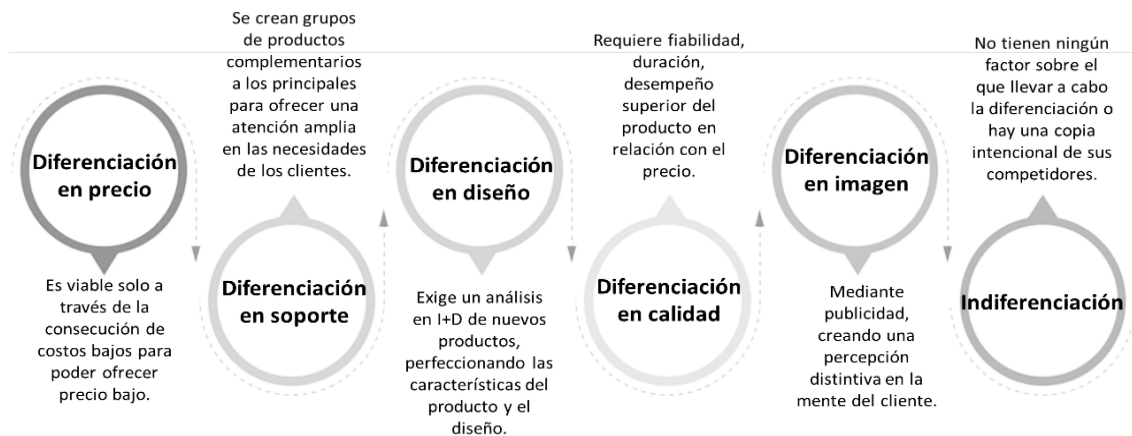 Diferenciación
en precio
Es viable solo a
través de la
consecución de
costos bajos para
poder ofrecer
precio bajo.
Se crean grupos
de productos
complementarios
a los principales
para ofrecer una
atención amplia
en las necesidades
de los clientes.
Diferenciación
en soporte
Diferenciación
en diseño
Exige un análisis
en I+D de nuevos
productos,
perfeccionando las
características del
producto y el
diseño.
Requiere fiabilidad,
duración,
desempeño
superior del
producto en
relación con el
precio.
Diferenciación
en calidad
Diferenciación
en imagen
Mediante
publicidad,
creando una
percepción
distintiva en la
mente del cliente.
No tienen ningún
factor sobre el
que llevar a cabo
la diferenciación o
hay una copia
intencional de sus
competidores.
Indiferenciación